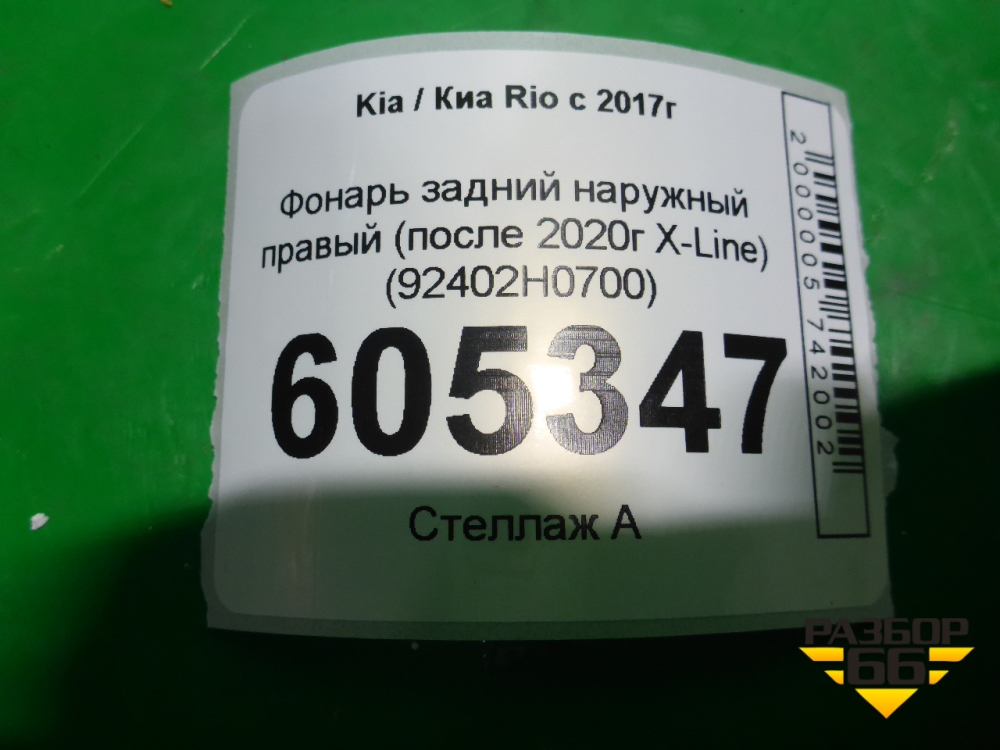 Kia / Киа Rio с 2017г
Фонарь задний наружный
правый (после 2020г X-Line)
(92402H0700)
605347
Стеллаж А
2000005742002
РАЗБОР
66